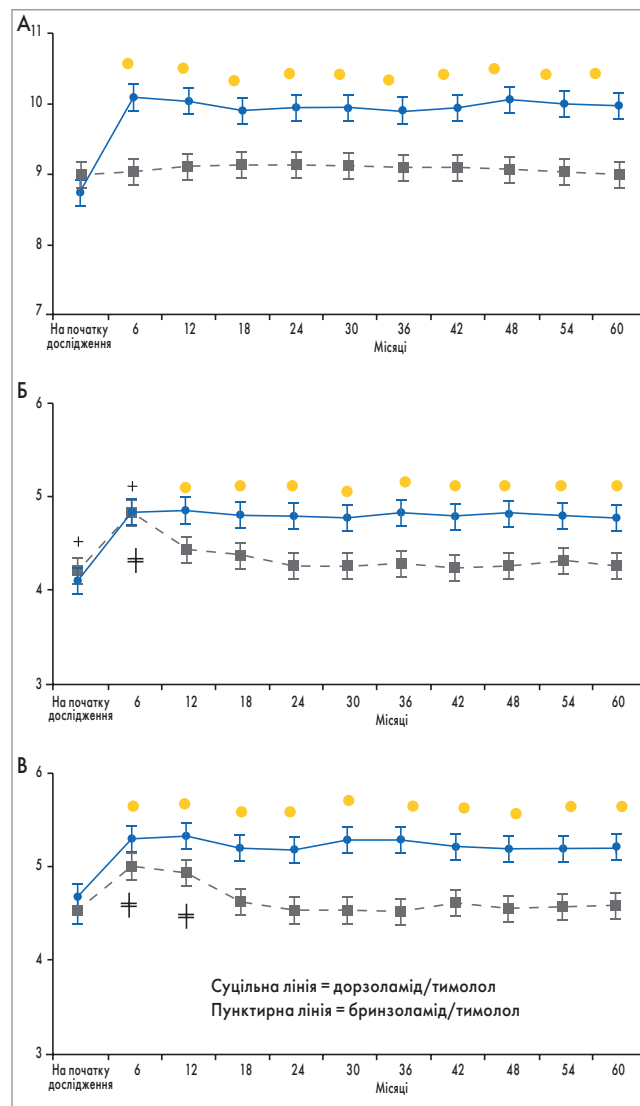 А
11
10
9
8
7
На початку
дослідження
6 12 18 24 30 36 42 48 54 60
Місяці
Б
6
5
4
3
На початку
дослідження
6 12 18 24 30 36 42 48 54 60
Місяці
В
6
5
4
Суцільна лінія = дорзоламід/тимолол
Пунктирна лінія = бринзоламід/тимолол
3
На початку
дослідження
6 12 18 24 30 36 42 48 54 60
Місяці